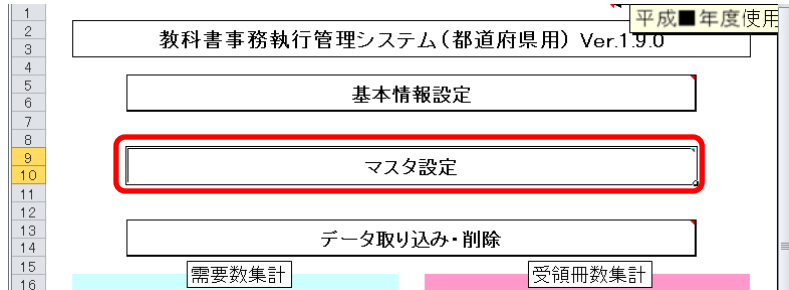 平成■年度使用
教科書事務執行管理システム(都道府県用) Ver.1.9.0
基本情報設定
マスタ設定
データ取り込み・削除
需要数集計
受領冊数集計
1
2
3
4
5
6
7
8
9
10
11
12
13
14
15
16